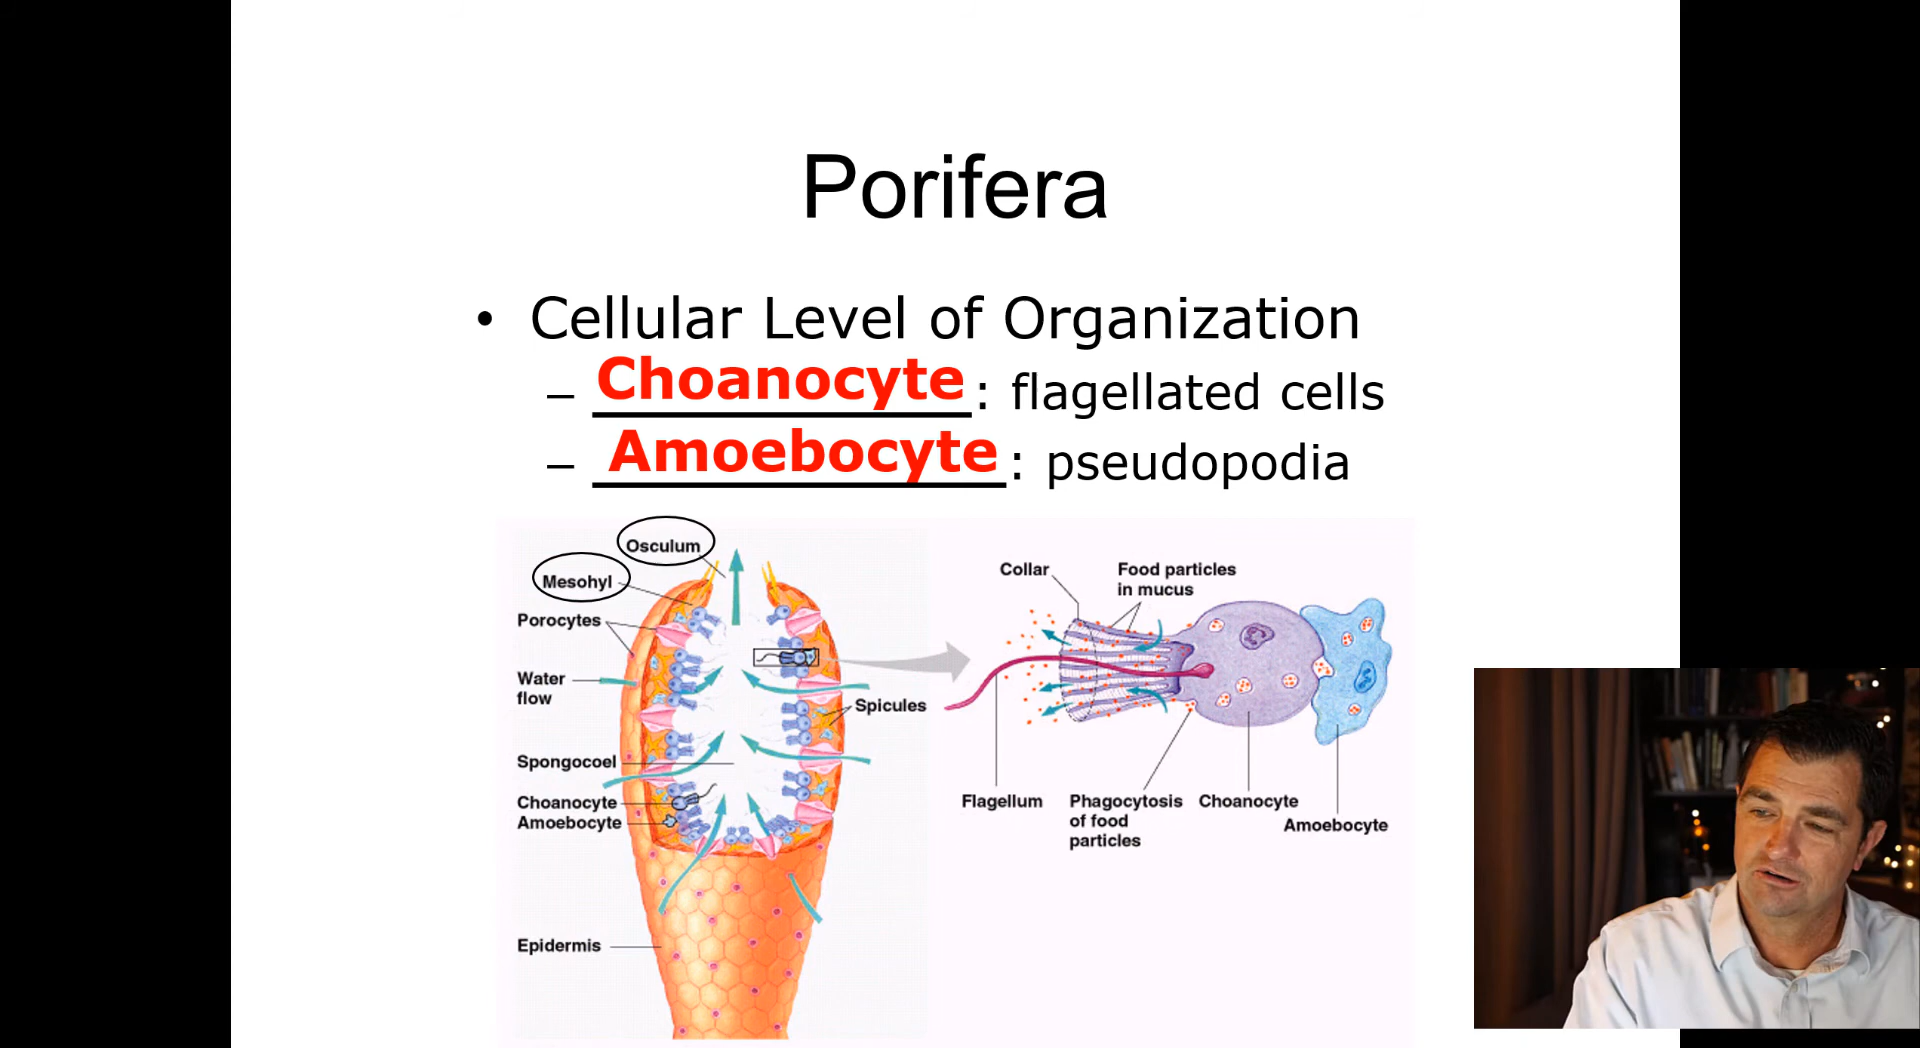 Porifera
• Cellular Level of Organization
– Choanocyte: flagellated cells
– Amoebocyte: pseudopodia
Osculum
Mesohyl
Porocytes
Water
flow
Spicules
Spongocoel
Choanocyte
Amoebocyte
Epidermis
Collar
Food particles
in mucus
Flagellum
Phagocytosis
of food
particles
Choanocyte
Amoebocyte